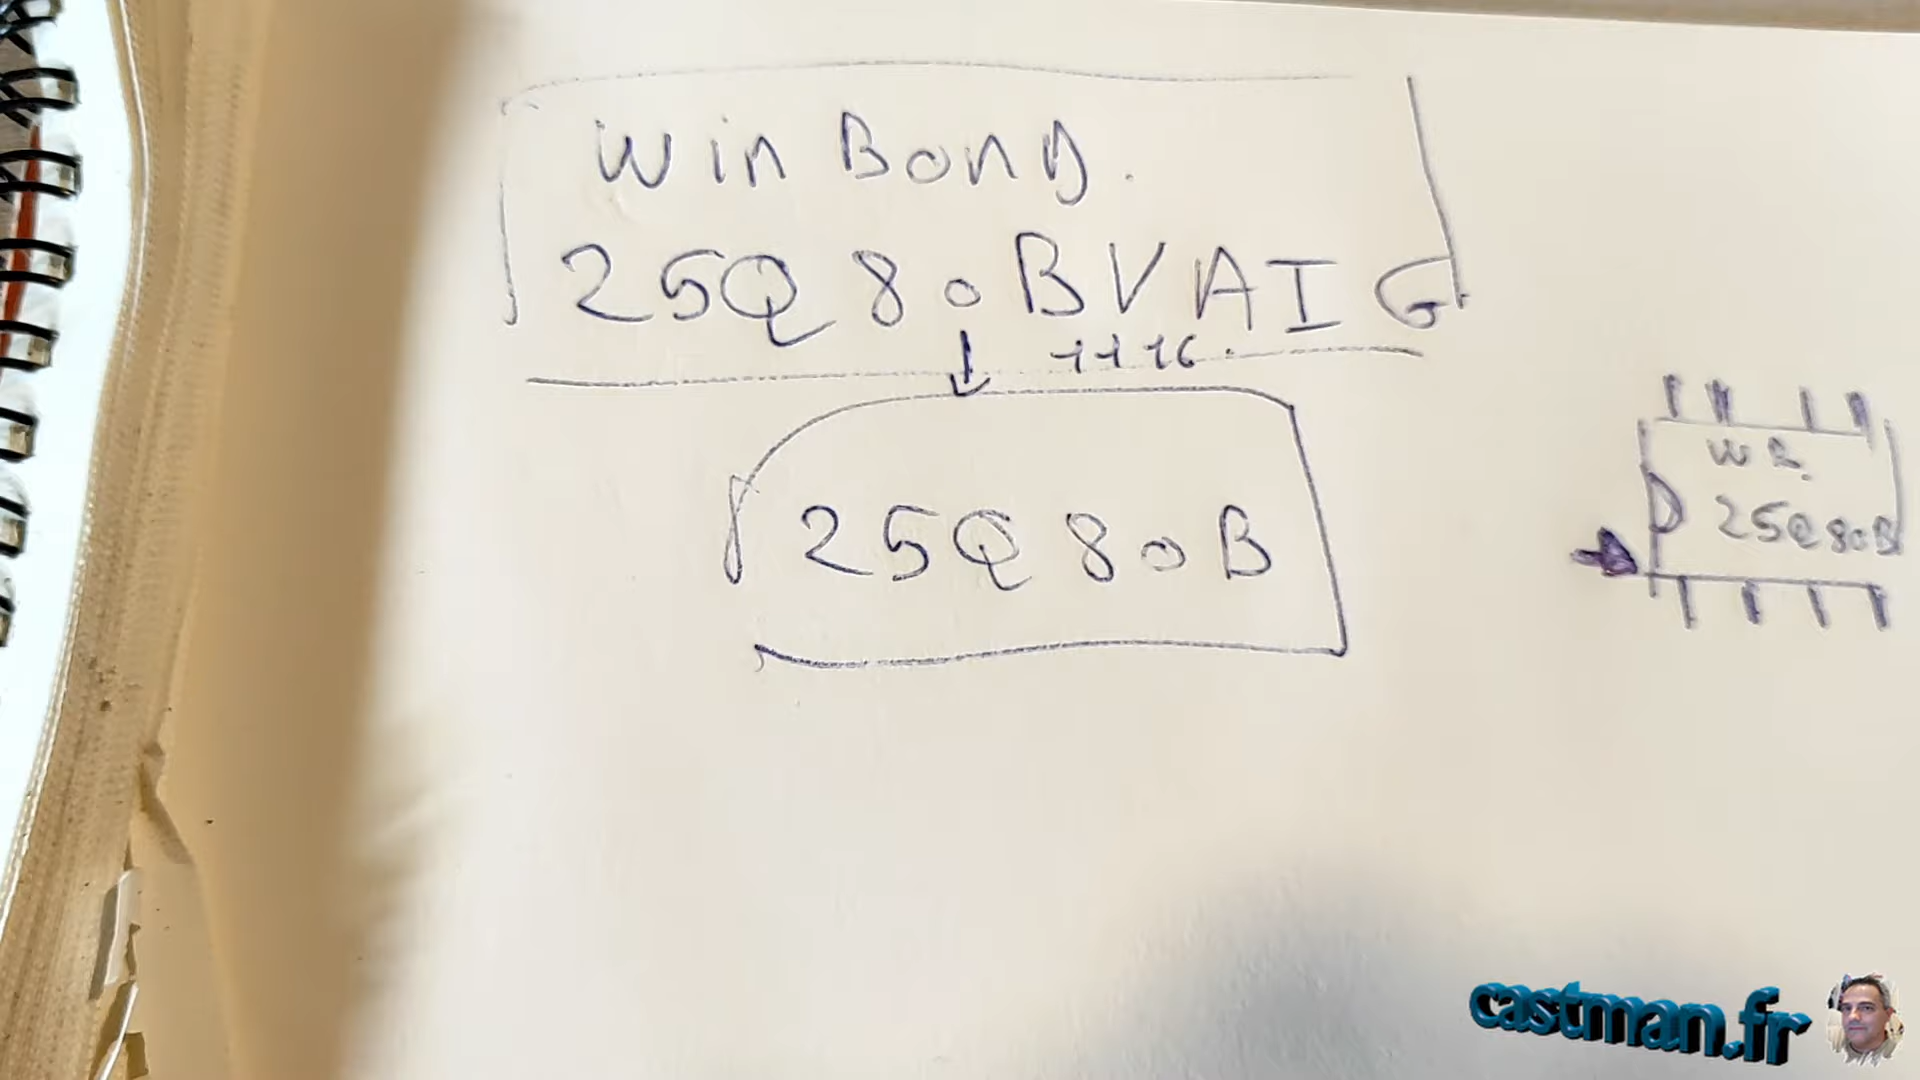 Win Bond.
25Q80BVAIG
1116.
25Q80B
WB.
25Q80B
castman.fr